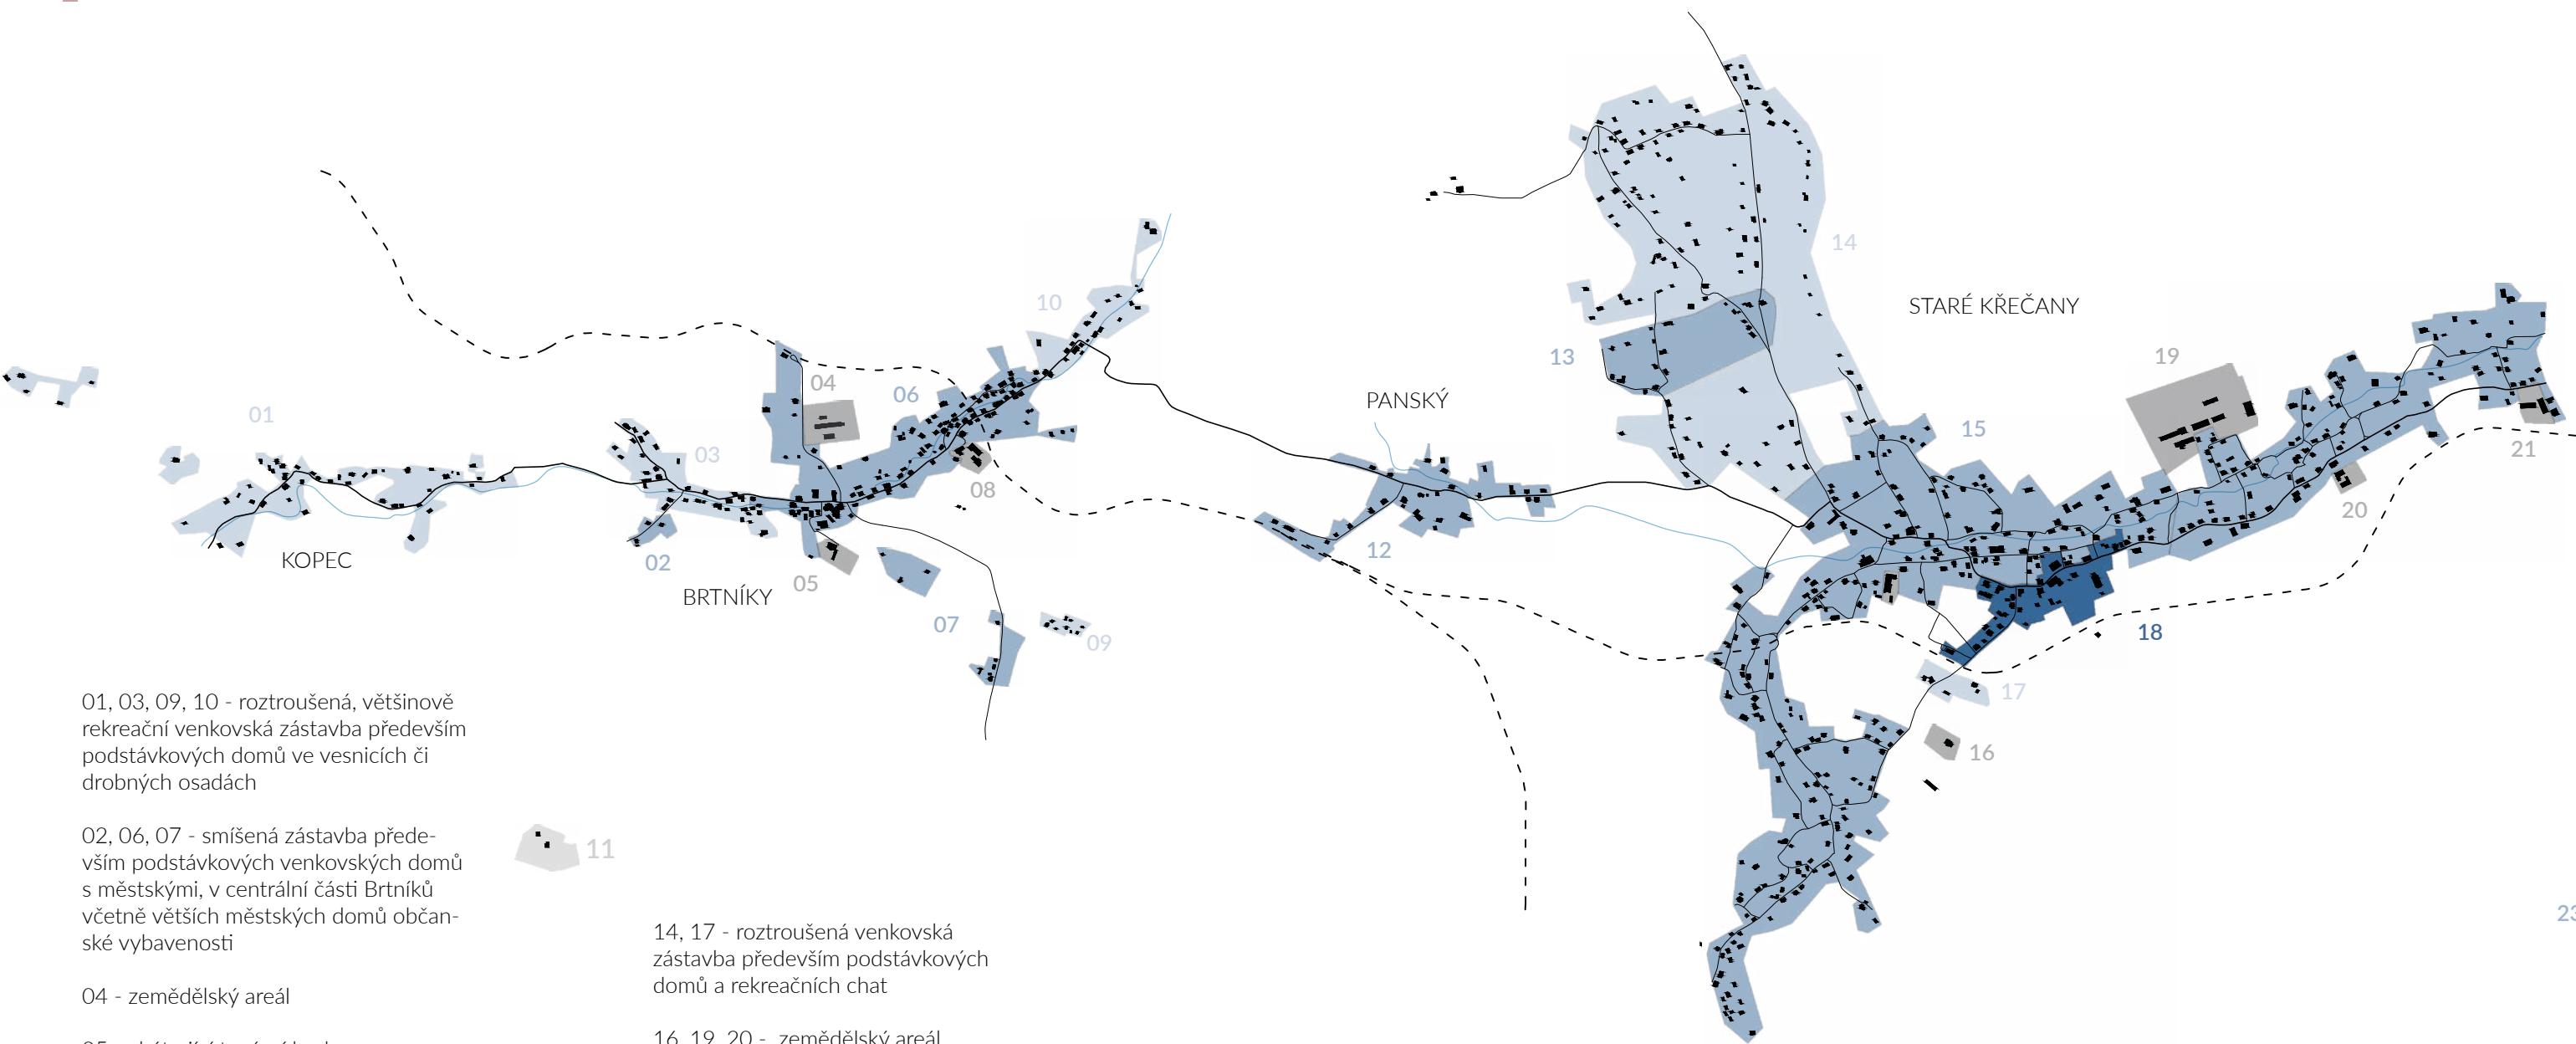 14
10
STARÉ KŘEČANY
13
19
04
06
PANSKÝ
01
15
03
21
08
20
12
KOPEC
02
05
BRTNÍKY
07
18
09
17
16
01, 03, 09, 10 - roztroušená, většinově
rekreační venkovská zástavba především
podstávkových domů ve vesnicích či
drobných osadách
02, 06, 07 - smíšená zástavba přede-
vším podstávkových venkovských domů
s městskými, v centrální části Brtníků
včetně větších městských domů občan-
ské vybavenosti
04 - zemědělský areál
11
14, 17 - roztroušená venkovská
zástavba především podstávkových
domů a rekreačních chat
16, 19, 20 - zemědělský areál
23